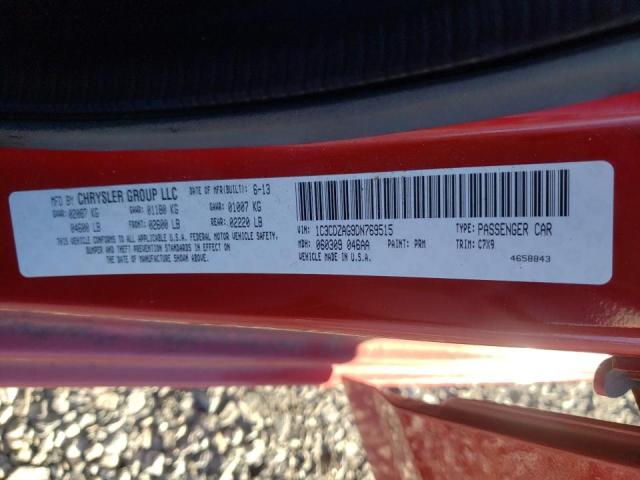 MFD BY CHRYSLER GROUP LLC DATE OF MFR(BUILT): 6-13
GVWR: 02087 KG GAWR: 01180 KG GAWR: 01007 KG
04600 LB FRONT: 02600 LB REAR: 02220 LB
THIS VEHICLE CONFORMS TO ALL APPLICABLE U.S.A. FEDERAL MOTOR VEHICLE SAFETY,
BUMPER AND THEFT PREVENTION STANDARDS IN EFFECT ON THE
DATE OF MANUFACTURE SHOWN ABOVE.
VIN: 1C3CDZAG9DN769515 TYPE: PASSENGER CAR
MDH: 060309 046AA PAINT: PRM TRIM: C7X9
VEHICLE MADE IN U.S.A. 4658843